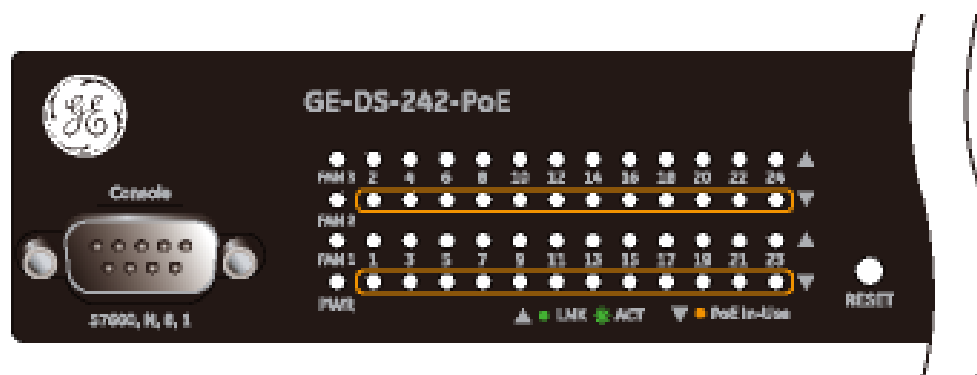 GE
GE-DS-242-PoE
FAN 3 2 4 6 8 10 12 14 16 18 20 22 24
Console
FAN 2
FAN 1 1 3 5 7 9 11 13 15 17 19 21 23
PWR
RESET
57600, N, 8, 1
LNK ACT PoE In-Use